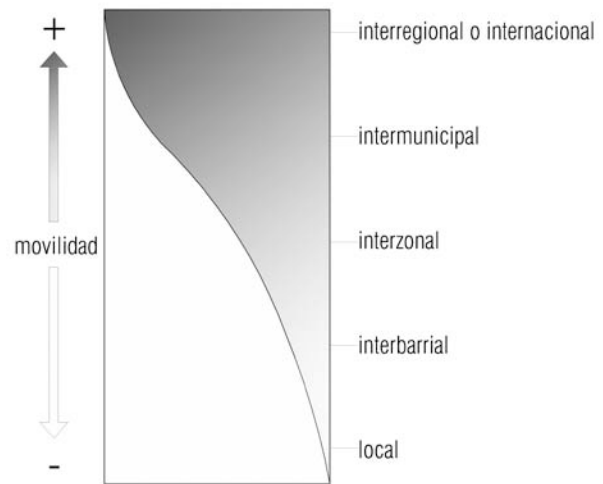 +
interregional o internacional
intermunicipal
movilidad
interzonal
interbarrial
local
-